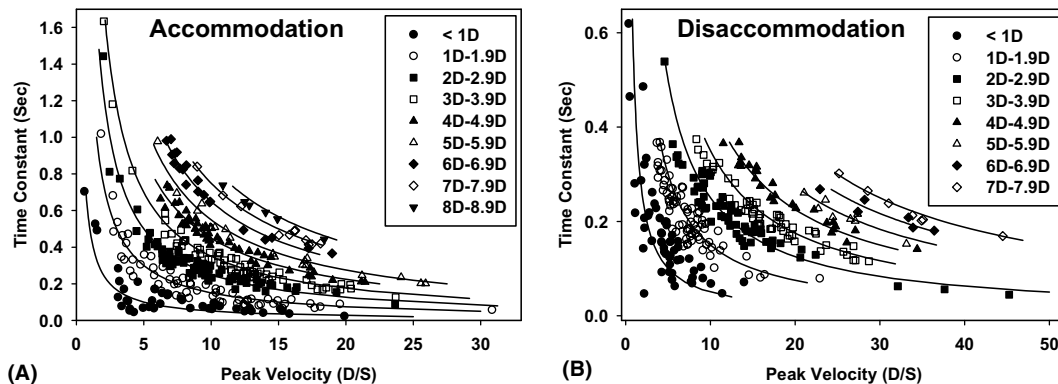 Accommodation
Time Constant (Sec)
1.6
1.4
1.2
1.0
0.8
0.6
0.4
0.2
0.0
< 1D
1D-1.9D
2D-2.9D
3D-3.9D
4D-4.9D
5D-5.9D
6D-6.9D
7D-7.9D
8D-8.9D
0 5 10 15 20 25 30
Peak Velocity (D/S)
(A)
Disaccommodation
Time Constant (Sec)
0.6
0.4
0.2
0.0
< 1D
1D-1.9D
2D-2.9D
3D-3.9D
4D-4.9D
5D-5.9D
6D-6.9D
7D-7.9D
0 10 20 30 40 50
Peak Velocity (D/S)
(B)